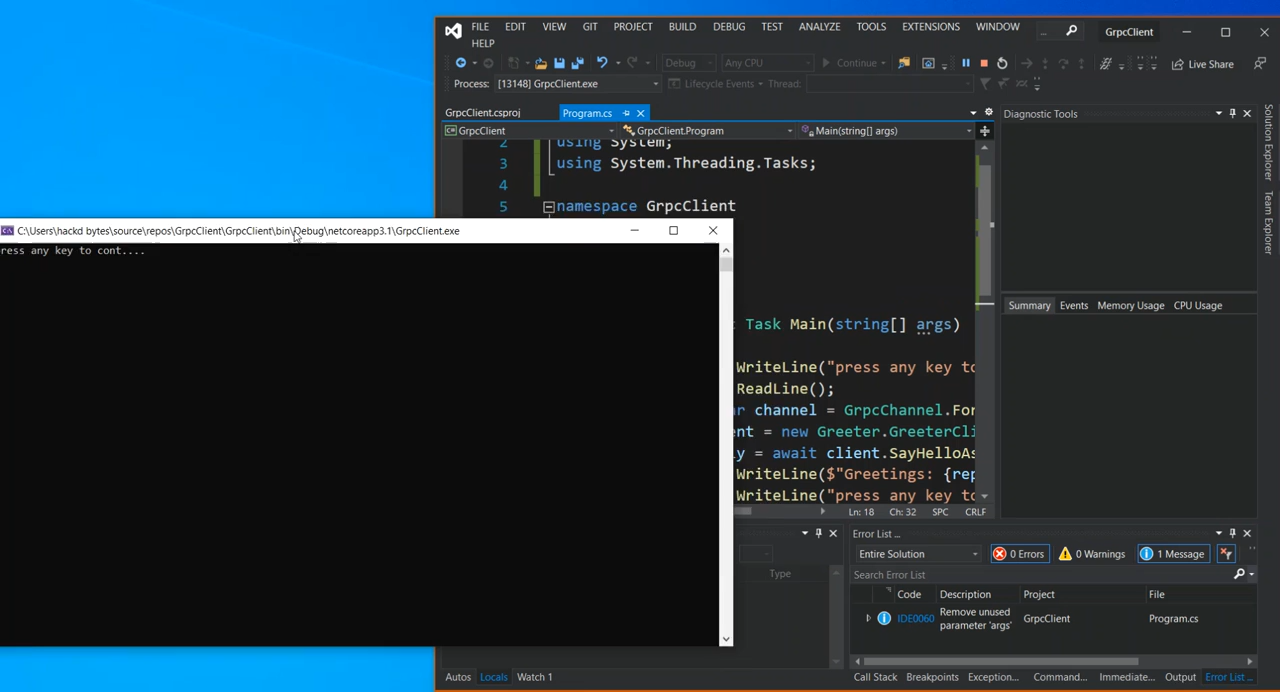 FILE EDIT VIEW GIT PROJECT BUILD DEBUG TEST ANALYZE TOOLS EXTENSIONS WINDOW ... GrpcClient
HELP
Debug Any CPU Continue Live Share
Process: [13148] GrpcClient.exe Lifecycle Events Thread:
GrpcClient.csproj Program.cs
GrpcClient GrpcClient.Program Main(string[] args)
2 using System;
3 using System.Threading.Tasks;
4
5 namespace GrpcClient
Task Main(string[] args)
WriteLine("press any key to
ReadLine();
ar channel = GrpcChannel.For
ent = new Greeter.GreeterCli
ly = await client.SayHelloAs
WriteLine($"Greetings: {rep
WriteLine("press any key to
Ln: 18 Ch: 32 SPC CRLF
C:\Users\hackd bytes\source\repos\GrpcClient\GrpcClient\bin\Debug\netcoreapp3.1\GrpcClient.exe
ress any key to cont....
Diagnostic Tools
Summary Events Memory Usage CPU Usage
Solution Explorer
Team Explorer
Type
Autos Locals Watch 1
Error List ...
Entire Solution 0 Errors 0 Warnings 1 Message
Search Error List
Code Description Project File
IDE0060 Remove unused parameter 'args' GrpcClient Program.cs
Call Stack Breakpoints Exception... Command... Immediate... Output Error List ...